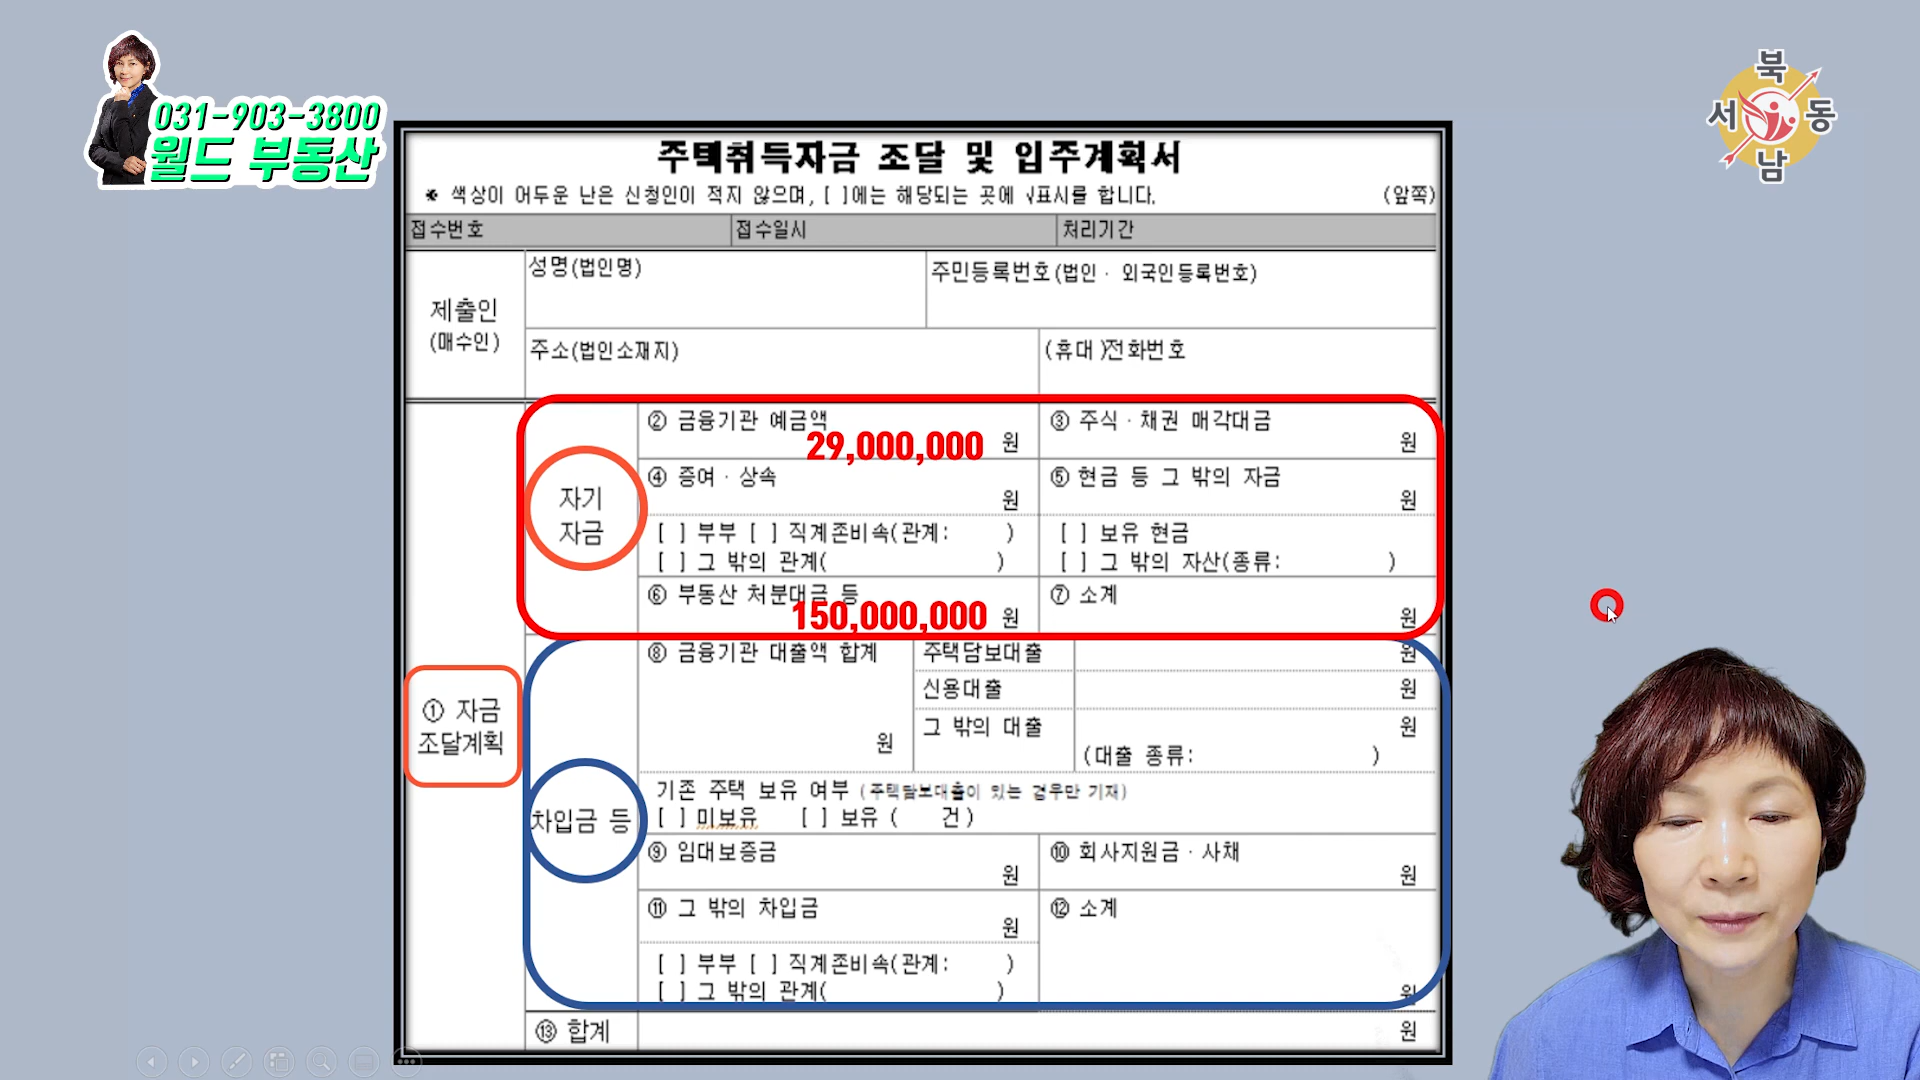 031-903-3800
월드 부동산
북
서 동
남
주택취득자금 조달 및 입주계획서
※ 색상이 어두운 난은 신청인이 적지 않으며, [ ]에는 해당되는 곳에 √표시를 합니다. (앞쪽)
접수번호 접수일시 처리기간
제출인
(매수인)
성명(법인명) 주민등록번호(법인ㆍ외국인등록번호)
주소(법인소재지) (휴대)전화번호
① 자금
조달계획
자기
자금
② 금융기관 예금액
29,000,000 원
③ 주식ㆍ채권 매각대금
원
④ 증여ㆍ상속
원
⑤ 현금 등 그 밖의 자금
원
[ ] 부부 [ ] 직계존비속(관계: )
[ ] 그 밖의 관계( )
[ ] 보유 현금
[ ] 그 밖의 자산(종류: )
⑥ 부동산 처분대금 등
150,000,000 원
⑦ 소계
원
차입금 등
⑧ 금융기관 대출액 합계
원
주택담보대출 원
신용대출 원
그 밖의 대출 원
(대출 종류: )
기존 주택 보유 여부 (주택담보대출이 있는 경우만 기재)
[ ] 미보유 [ ] 보유 ( 건)
⑨ 임대보증금
원
⑩ 회사지원금ㆍ사채
원
⑪ 그 밖의 차입금
원
⑫ 소계
원
[ ] 부부 [ ] 직계존비속(관계: )
[ ] 그 밖의 관계( )
⑬ 합계 원